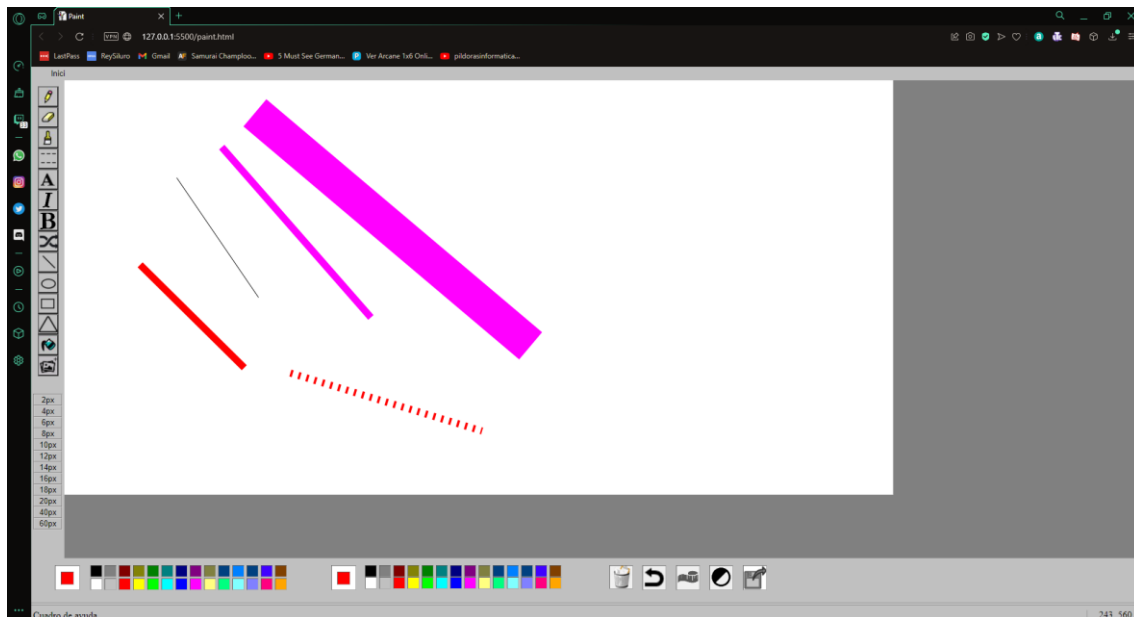 Paint
VPN
127.0.0.1:5500/paint.html
LastPass ReySiluro Gmail Samurai Champloo... 5 Must See German... Ver Arcane 1x6 Onli... pildorasinformatica...
Inici
A
I
B
2px
4px
6px
8px
10px
12px
14px
16px
18px
20px
40px
60px
Cuadro de ayuda
243, 560